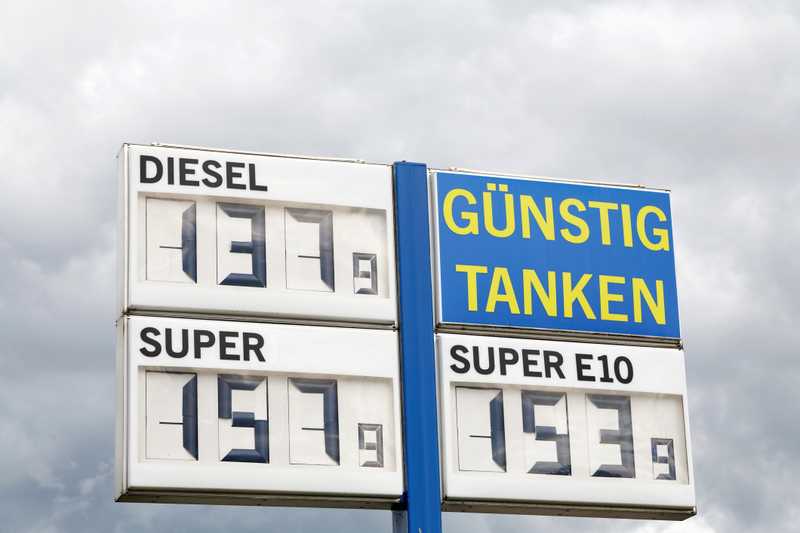 DIESEL
137 9
SUPER
157 9
GÜNSTIG
TANKEN
SUPER E10
153 9